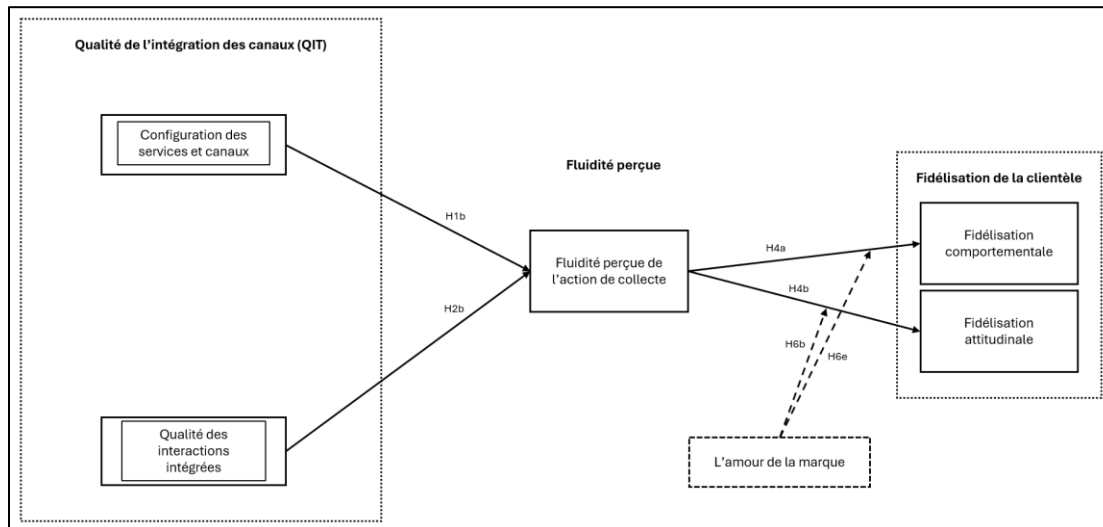 Qualité de l'intégration des canaux (QIT)
Configuration des
services et canaux
H1b
H2b
Qualité des
interactions
intégrées
Fluidité perçue
Fluidité perçue de
l'action de collecte
H4a
H4b
H6b
H6e
L'amour de la marque
Fidélisation de la clientèle
Fidélisation
comportementale
Fidélisation
attitudinale